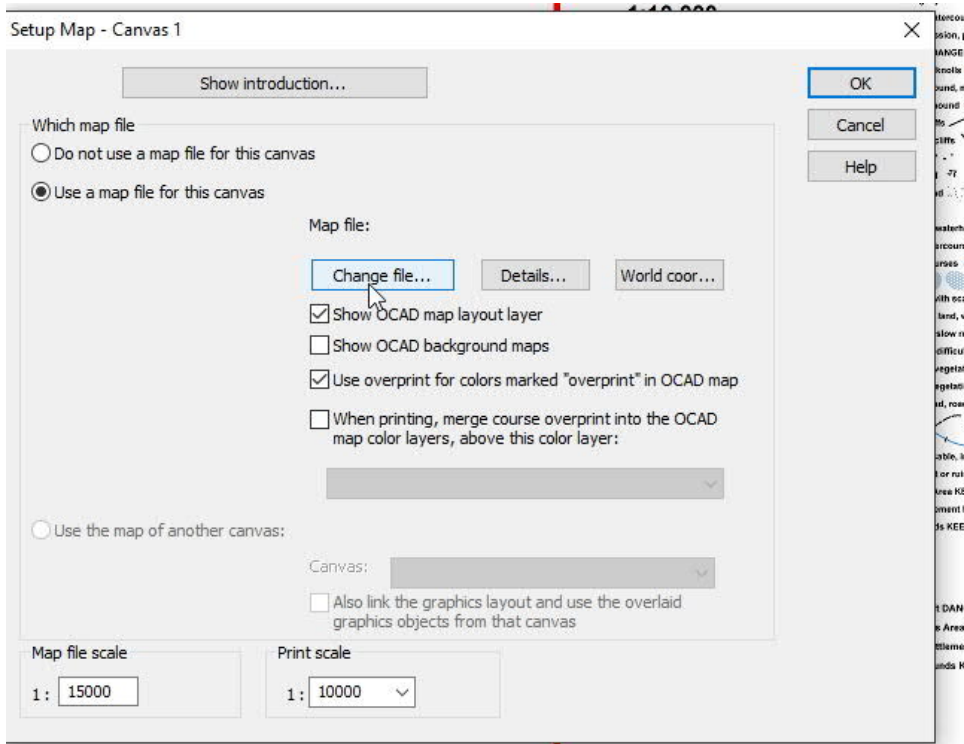 1:10 000
Setup Map - Canvas 1
Show introduction...
OK
Which map file
Cancel
Do not use a map file for this canvas
Help
Use a map file for this canvas
Map file:
Change file...
Details...
World coor...
Show OCAD map layout layer
Show OCAD background maps
Use overprint for colors marked "overprint" in OCAD map
When printing, merge course overprint into the OCAD
map color layers, above this color layer:
Use the map of another canvas:
Canvas:
Also link the graphics layout and use the overlaid
graphics objects from that canvas
Map file scale
Print scale
1: 15000
1: 10000